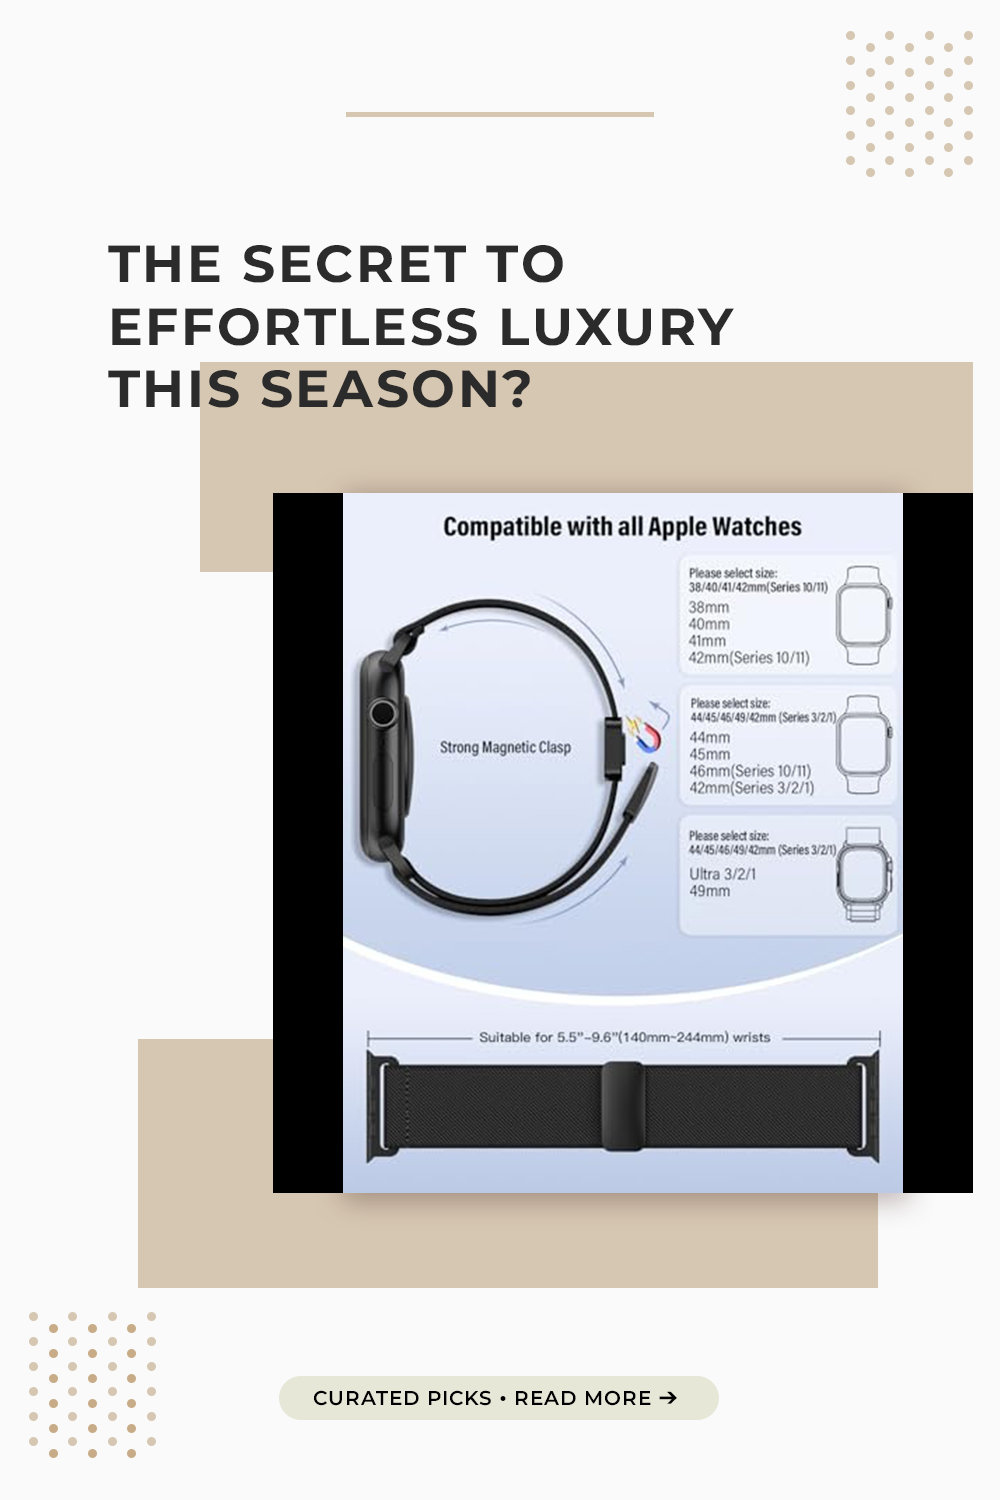 THE SECRET TO
EFFORTLESS LUXURY
THIS SEASON?
Compatible with all Apple Watches
Strong Magnetic Clasp
Please select size:
38/40/41/42mm(Series 10/11)
38mm
40mm
41mm
42mm(Series 10/11)
Please select size:
44/45/46/49/42mm (Series 3/2/1)
44mm
45mm
46mm(Series 10/11)
42mm(Series 3/2/1)
Please select size:
44/45/46/49/42mm (Series 3/2/1)
Ultra 3/2/1
49mm
Suitable for 5.5"-9.6"(140mm~244mm) wrists
CURATED PICKS • READ MORE ➔